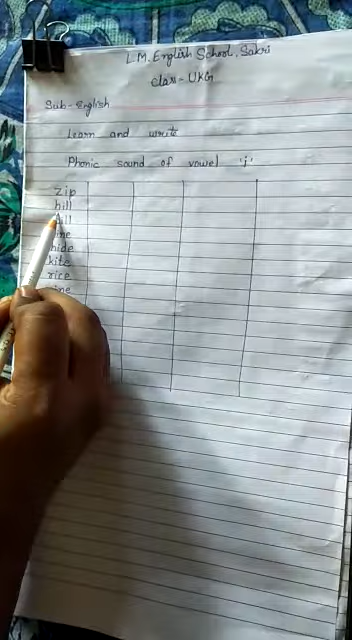 L.M. English School, Sakri
Class - UKG
Sub - English
Learn and write
Phonic sound of vowel 'i'
zip
hill
hide
kite
rice